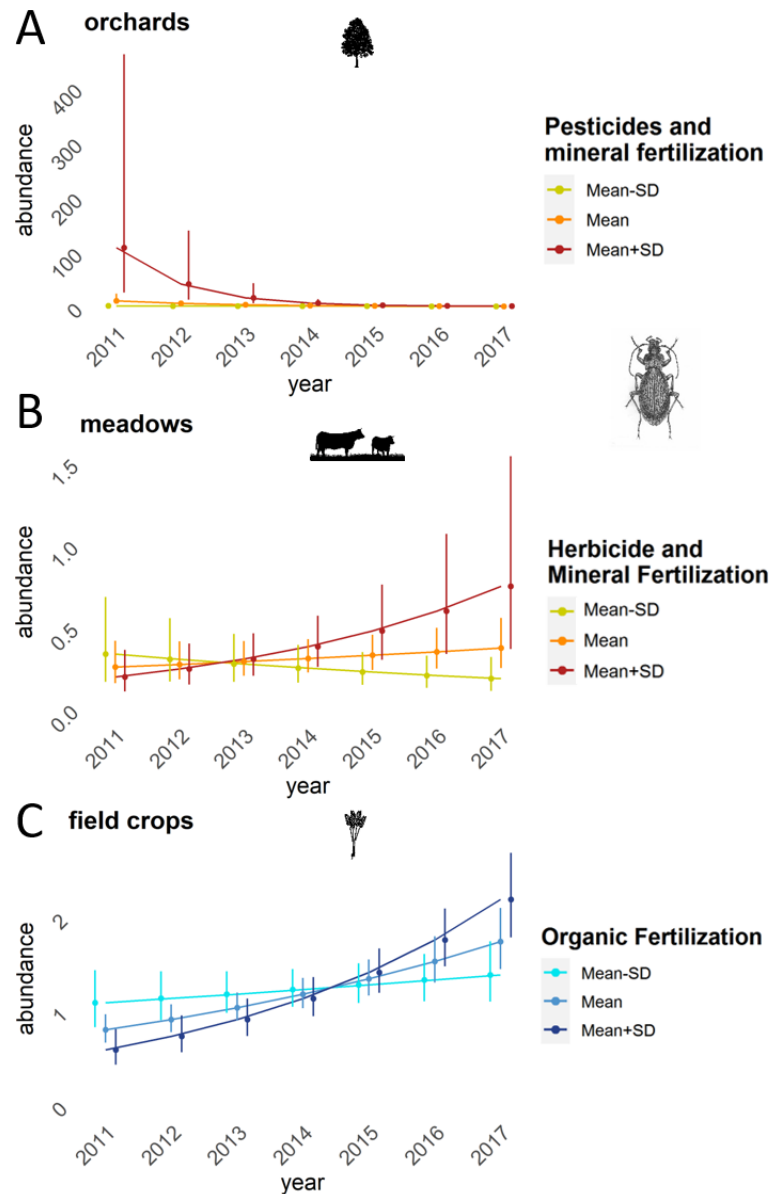 A orchards
400
300
200
100
0
abundance
2011 2012 2013 2014 2015 2016 2017
year
Pesticides and
mineral fertilization
Mean-SD
Mean
Mean+SD
B meadows
1.5
1.0
0.5
0.0
abundance
2011 2012 2013 2014 2015 2016 2017
year
Herbicide and
Mineral Fertilization
Mean-SD
Mean
Mean+SD
C field crops
2
1
0
abundance
2011 2012 2013 2014 2015 2016 2017
year
Organic Fertilization
Mean-SD
Mean
Mean+SD